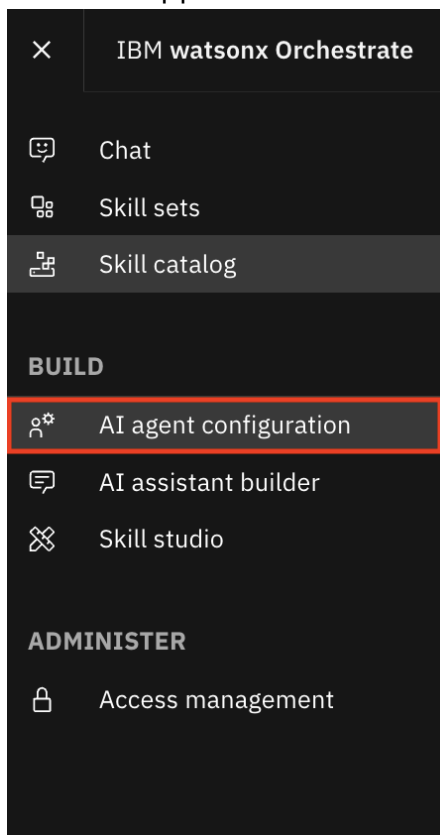 IBM watsonx Orchestrate
Chat
Skill sets
Skill catalog
BUILD
AI agent configuration
AI assistant builder
Skill studio
ADMINISTER
Access management